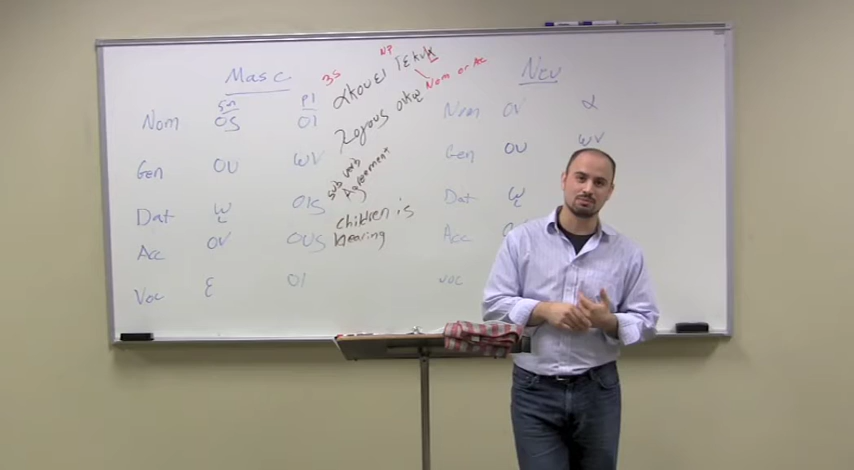 Masc
sg pl
Nom ος οι
Gen ου ων
Dat ῳ οις
Acc ον ους
Voc ε οι
3S NP
ακουει τεκνα
Nom or Acc
λογους οικῳ
sub verb
Agreement
children is
hearing
Neu
Nom ον α
Gen ου ων
Dat ῳ
Acc
Voc